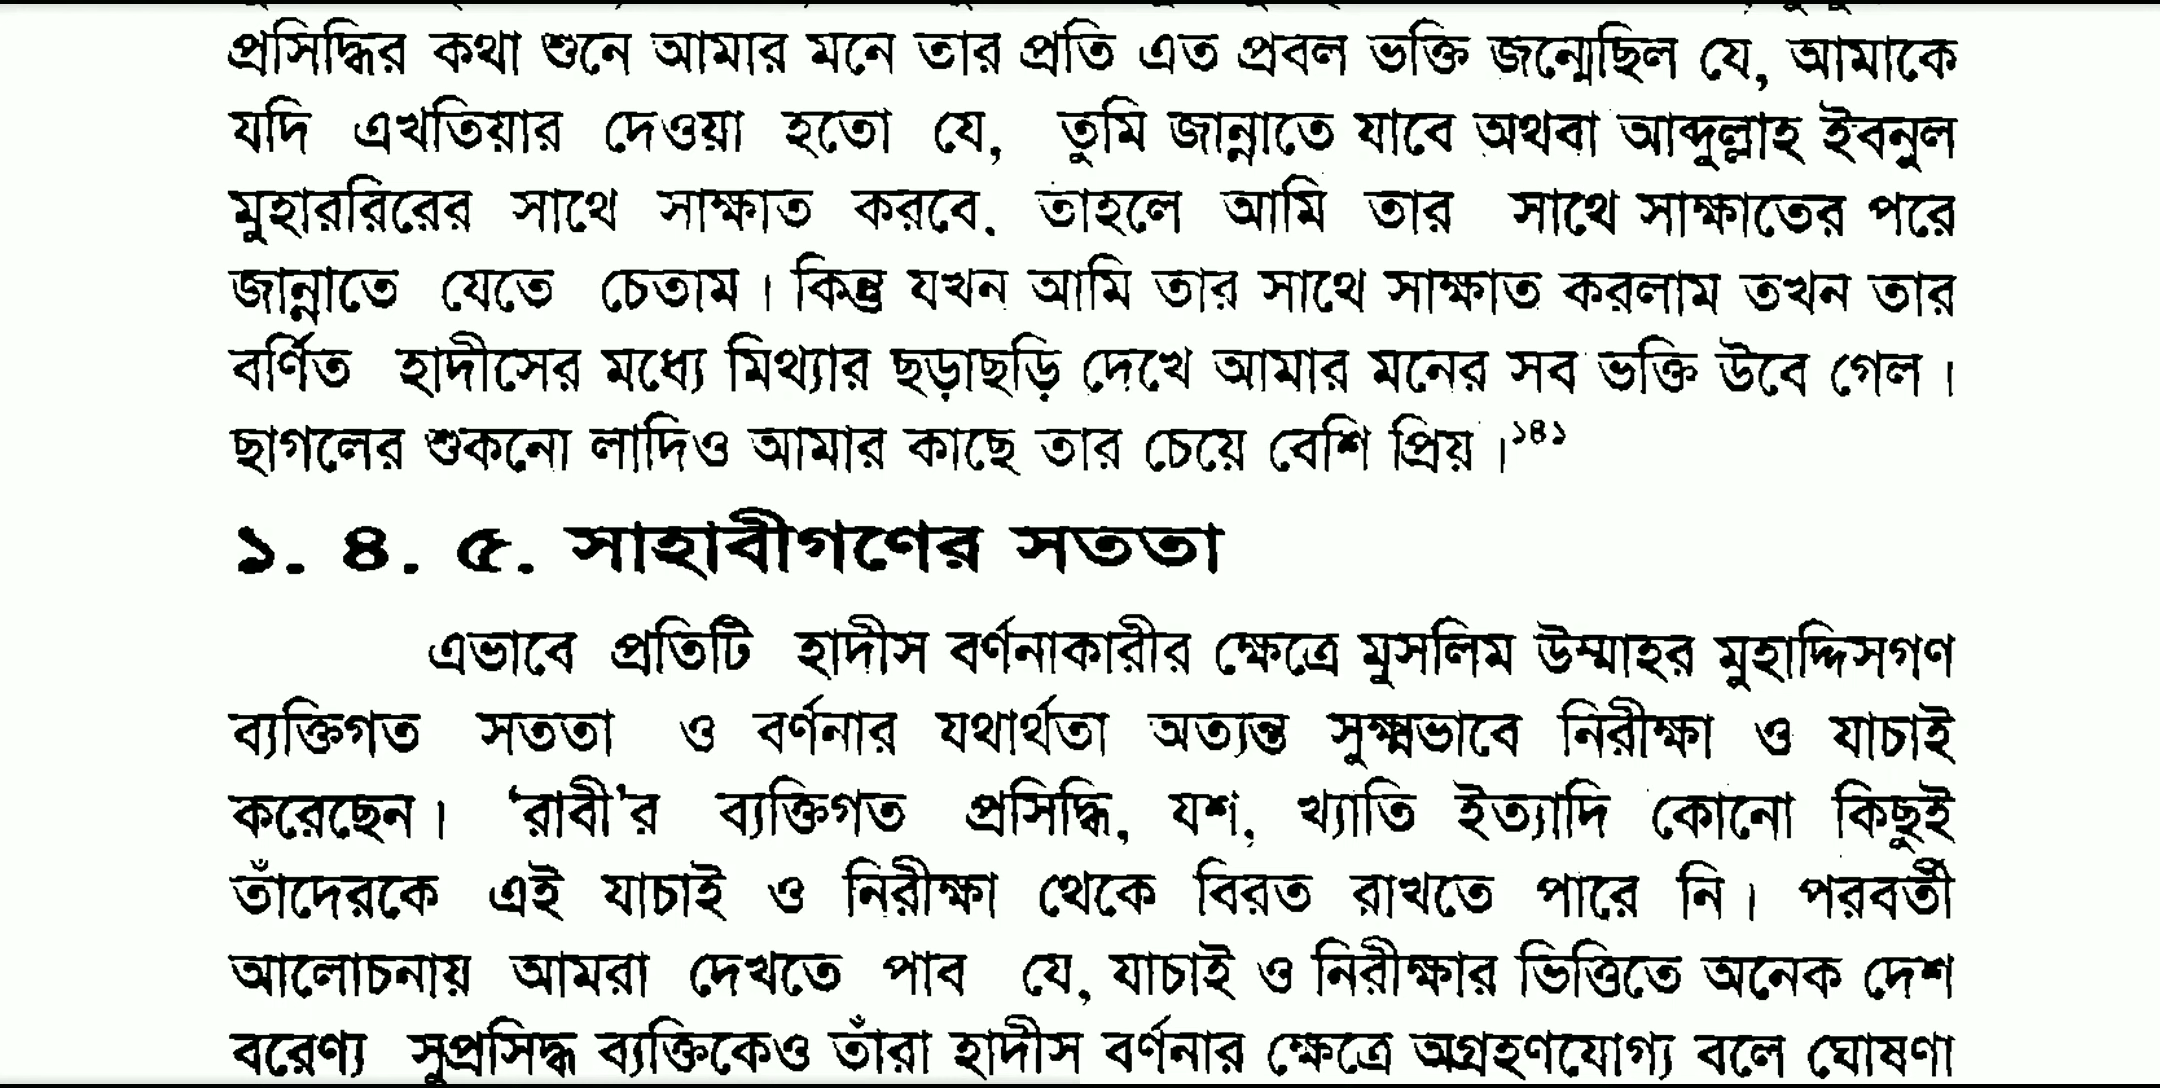 প্রসিদ্ধির কথা শুনে আমার মনে তার প্রতি এত প্রবল ভক্তি জন্মেছিল যে, আমাকে
যদি এখতিয়ার দেওয়া হতো যে, তুমি জান্নাতে যাবে অথবা আব্দুল্লাহ ইবনুল
মুহাররিরের সাথে সাক্ষাত করবে. তাহলে আমি তার সাথে সাক্ষাতের পরে
জান্নাতে যেতে চেতাম। কিন্তু যখন আমি তার সাথে সাক্ষাত করলাম তখন তার
বর্ণিত হাদীসের মধ্যে মিথ্যার ছড়াছড়ি দেখে আমার মনের সব ভক্তি উবে গেল।
ছাগলের শুকনো লাদিও আমার কাছে তার চেয়ে বেশি প্রিয়।১৪১
১. ৪. ৫. সাহাবীগণের সততা
এভাবে প্রতিটি হাদীস বর্ণনাকারীর ক্ষেত্রে মুসলিম উম্মাহর মুহাদ্দিসগণ
ব্যক্তিগত সততা ও বর্ণনার যথার্থতা অত্যন্ত সুক্ষ্মভাবে নিরীক্ষা ও যাচাই
করেছেন। ‘রাবী’র ব্যক্তিগত প্রসিদ্ধি, যশ, খ্যাতি ইত্যাদি কোনো কিছুই
তাঁদেরকে এই যাচাই ও নিরীক্ষা থেকে বিরত রাখতে পারে নি। পরবর্তী
আলোচনায় আমরা দেখতে পাব যে, যাচাই ও নিরীক্ষার ভিত্তিতে অনেক দেশ
বরেণ্য সুপ্রসিদ্ধ ব্যক্তিকেও তাঁরা হাদীস বর্ণনার ক্ষেত্রে অগ্রহণযোগ্য বলে ঘোষণা